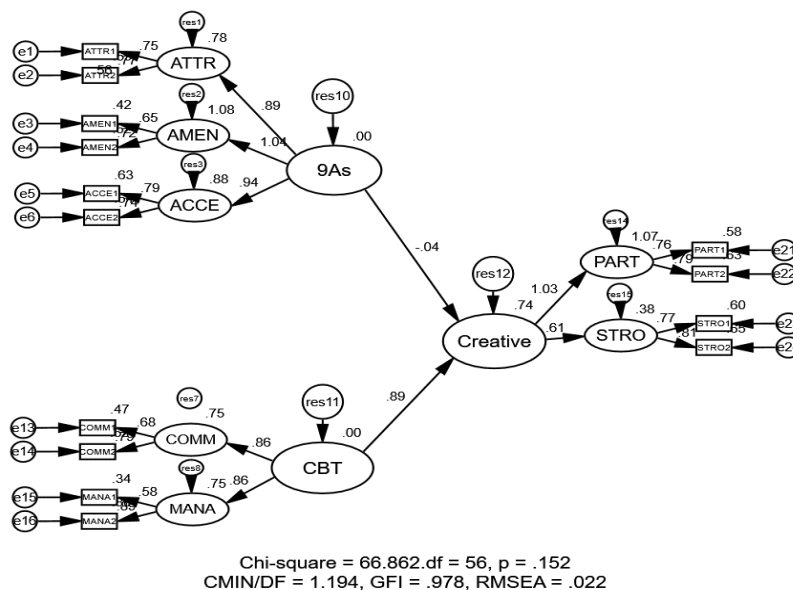 res1
e1 ATTR1 .75 .78
e2 ATTR2 .77 ATTR
.56
res2 res10
.42 1.08 .89
e3 AMEN1 .65 .00
e4 AMEN2 .72 AMEN 1.04
res3 9As
.63 .88 .94
e5 ACCE1 .79
e6 ACCE2 .74 ACCE
res14
1.07 .58
-.04 PART .76 PART1 e21
.79 PART2 .63 e22
res12 1.03 res15
.74 .38 .60
.61 .77 STRO1 e2
Creative STRO .81 STRO2 .65 e2
res7 res11 .89
.47 .75
e13 COMM1 .68 .00
e14 COMM2 .79 COMM .86
res8 CBT
.34 .75 .86
e15 MANA1 .58
e16 MANA2 .89 MANA
Chi-square = 66.862.df = 56, p = .152
CMIN/DF = 1.194, GFI = .978, RMSEA = .022